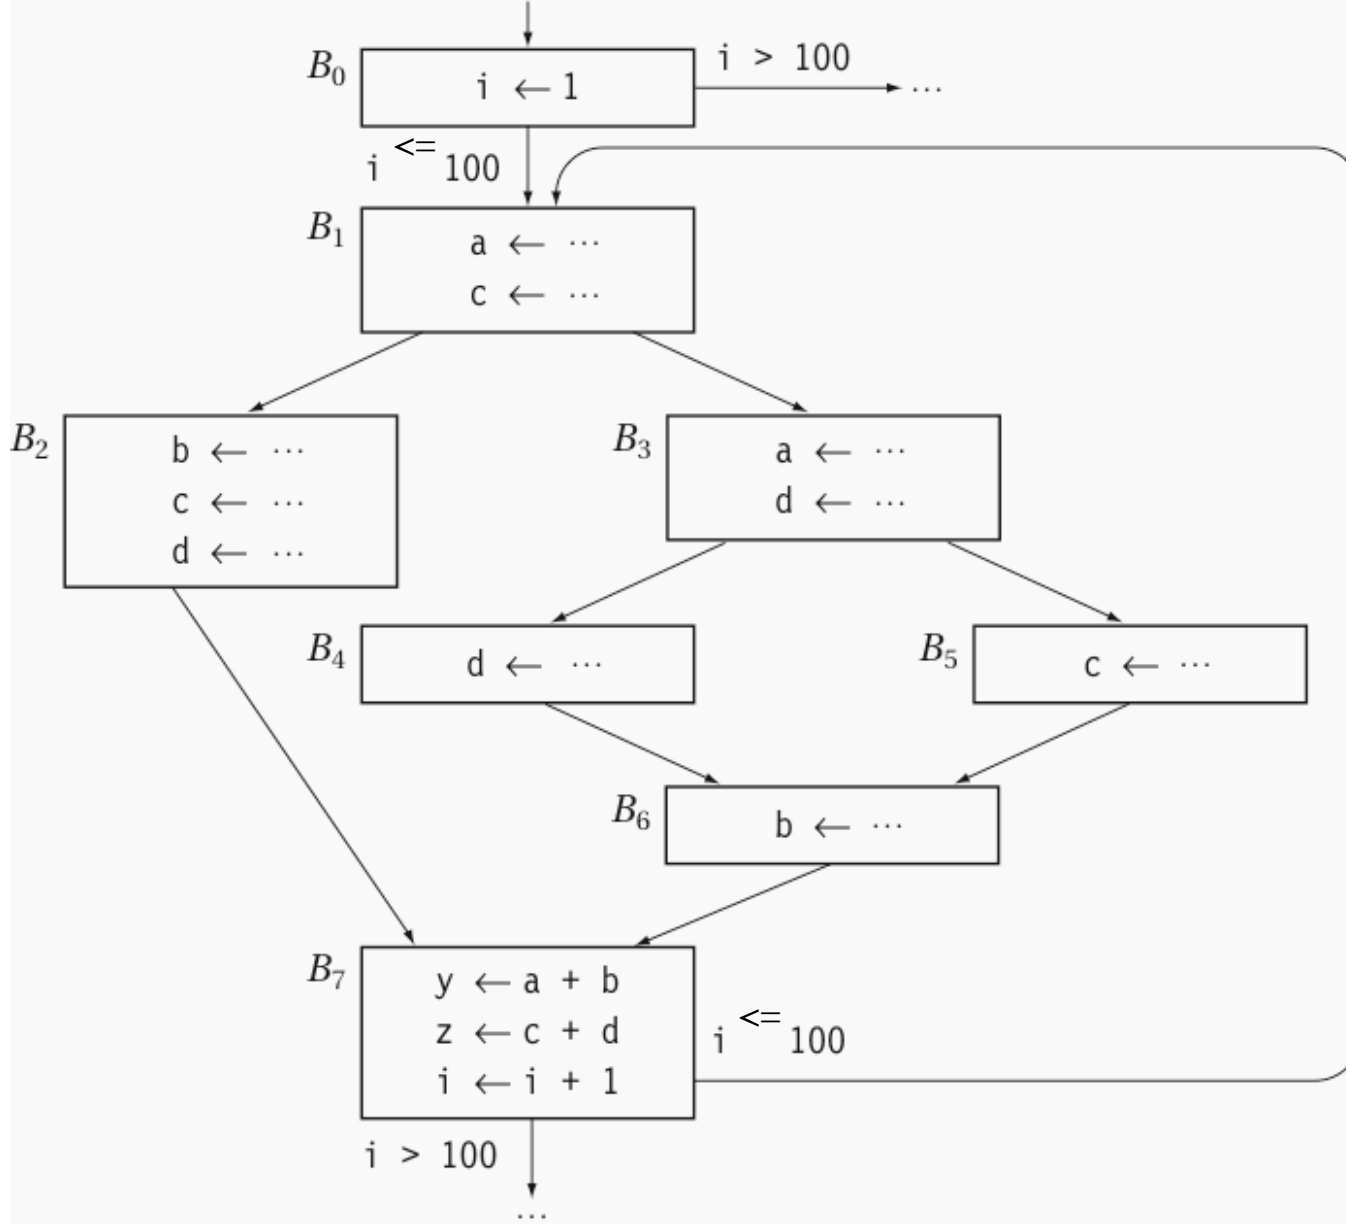 i > 100
B₀
i ← 1
⋯
i <= 100
B₁
a ← ⋯
c ← ⋯
B₂
b ← ⋯
c ← ⋯
d ← ⋯
B₃
a ← ⋯
d ← ⋯
B₄
d ← ⋯
B₅
c ← ⋯
B₆
b ← ⋯
B₇
y ← a + b
z ← c + d
i ← i + 1
i <= 100
i > 100
⋯